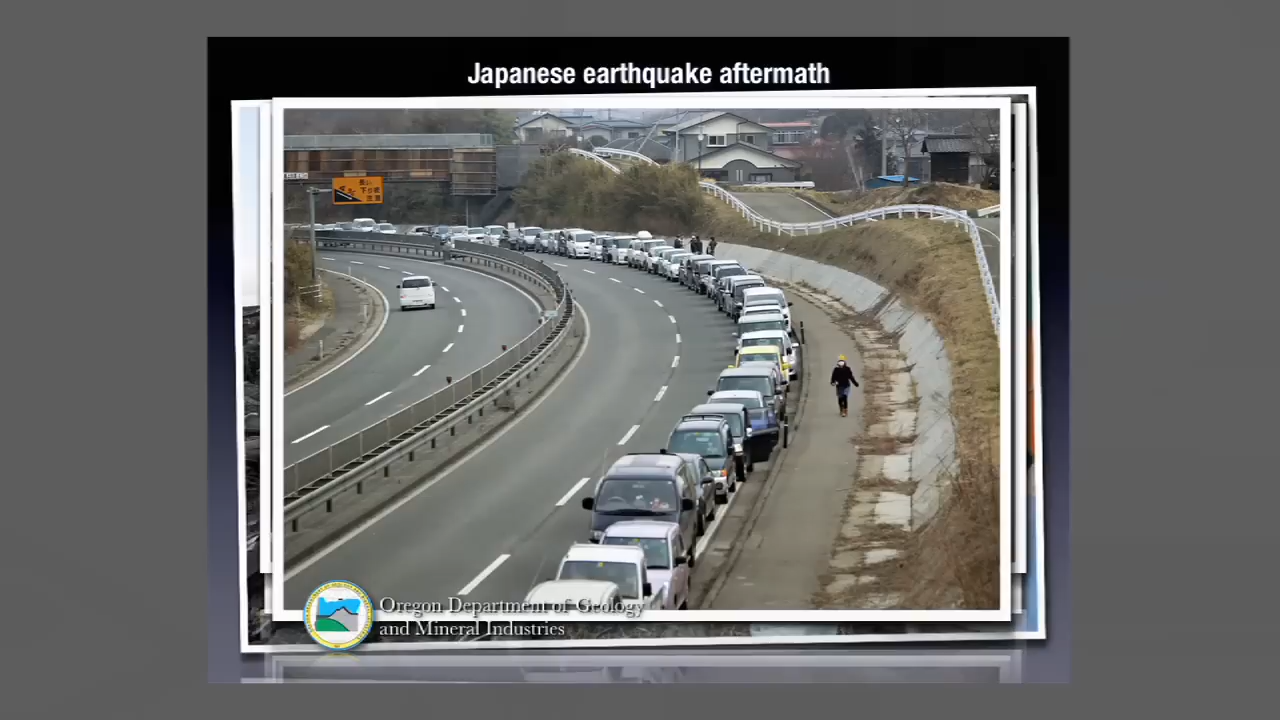 Japanese earthquake aftermath
Oregon Department of Geology
and Mineral Industries